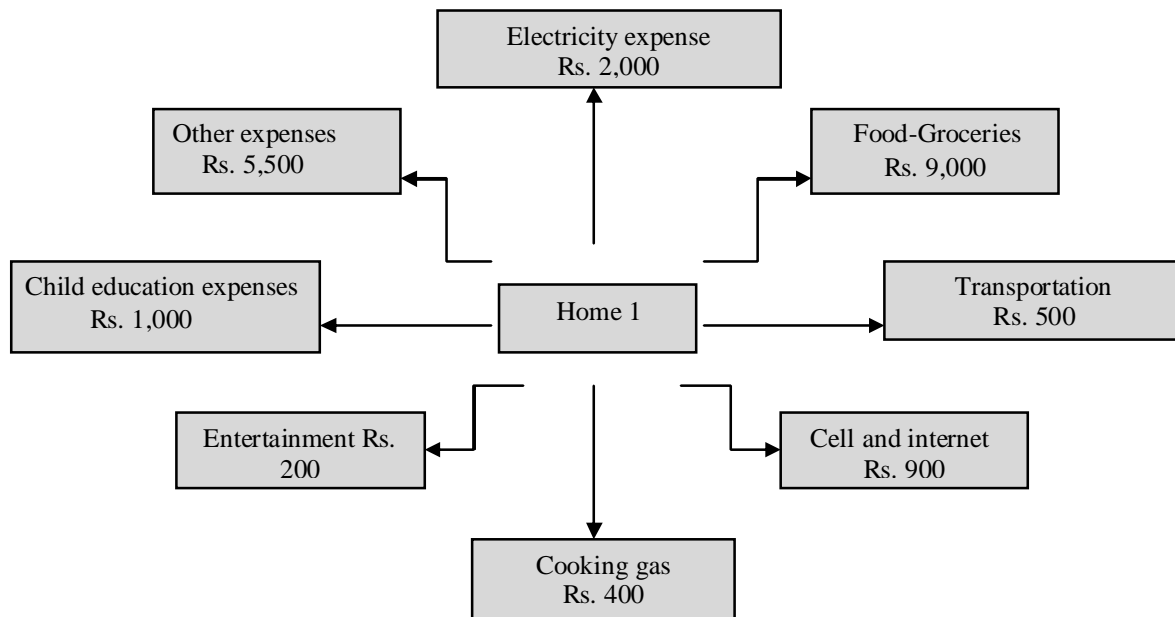 Electricity expense
Rs. 2,000
Other expenses
Rs. 5,500
Food-Groceries
Rs. 9,000
Child education expenses
Rs. 1,000
Home 1
Transportation
Rs. 500
Entertainment Rs.
200
Cell and internet
Rs. 900
Cooking gas
Rs. 400